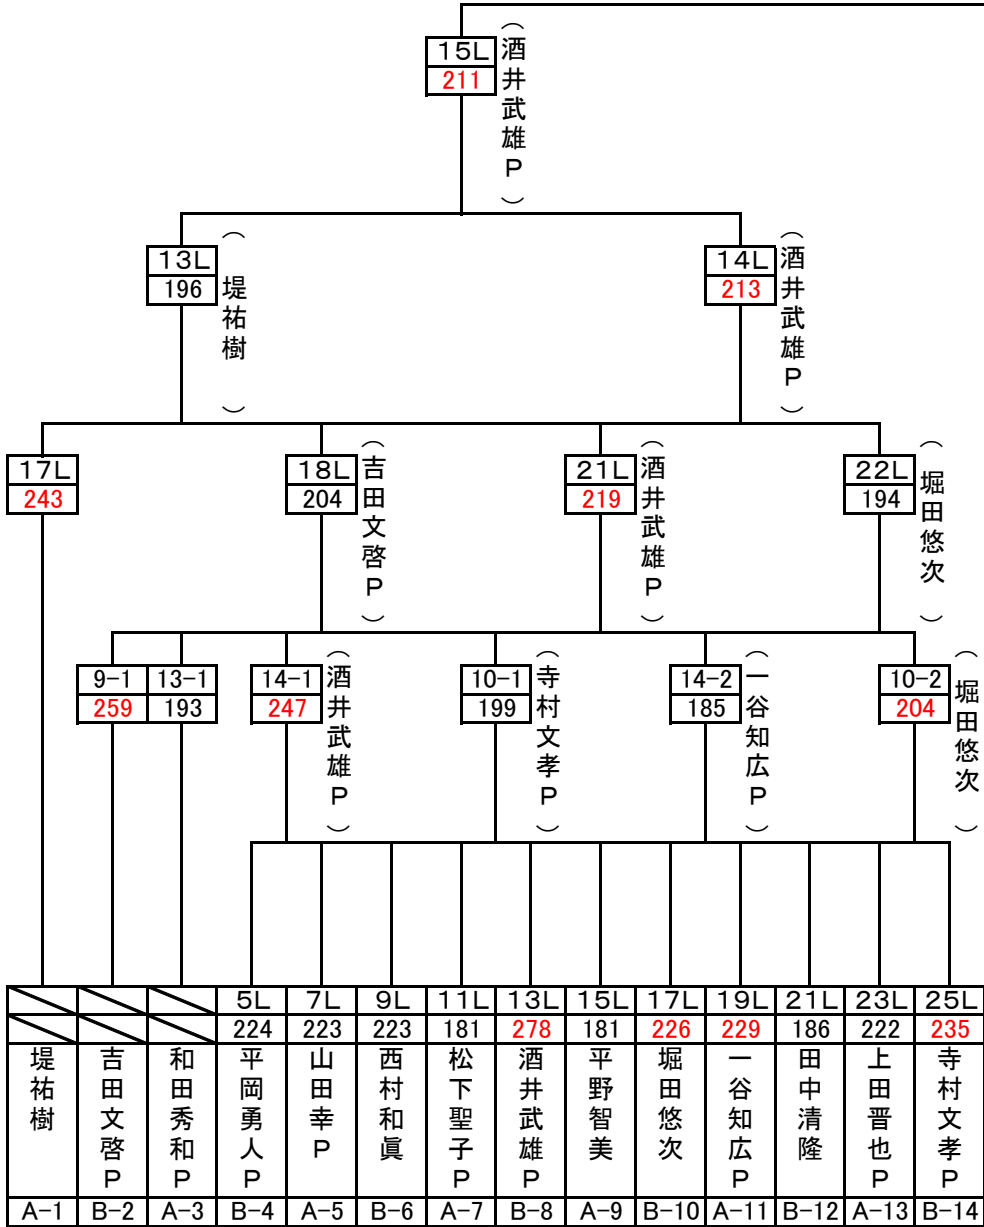 15L
211
（酒井武雄P）
13L
196
（堤祐樹）
14L
213
（酒井武雄P）
17L
243
18L
204
（吉田文啓P）
21L
219
（酒井武雄P）
22L
194
（堀田悠次）
9-1
259
13-1
193
14-1
247
（酒井武雄P）
10-1
199
（寺村文孝P）
14-2
185
（一谷知広P）
10-2
204
（堀田悠次）
5L 7L 9L 11L 13L 15L 17L 19L 21L 23L 25L
224 223 223 181 278 181 226 229 186 222 235
堤祐樹
吉田文啓P
和田秀和P
平岡勇人P
山田幸P
西村和眞
松下聖子P
酒井武雄P
平野智美
堀田悠次
一谷知広P
田中清隆
上田晋也P
寺村文孝P
A-1 B-2 A-3 B-4 A-5 B-6 A-7 B-8 A-9 B-10 A-11 B-12 A-13 B-14